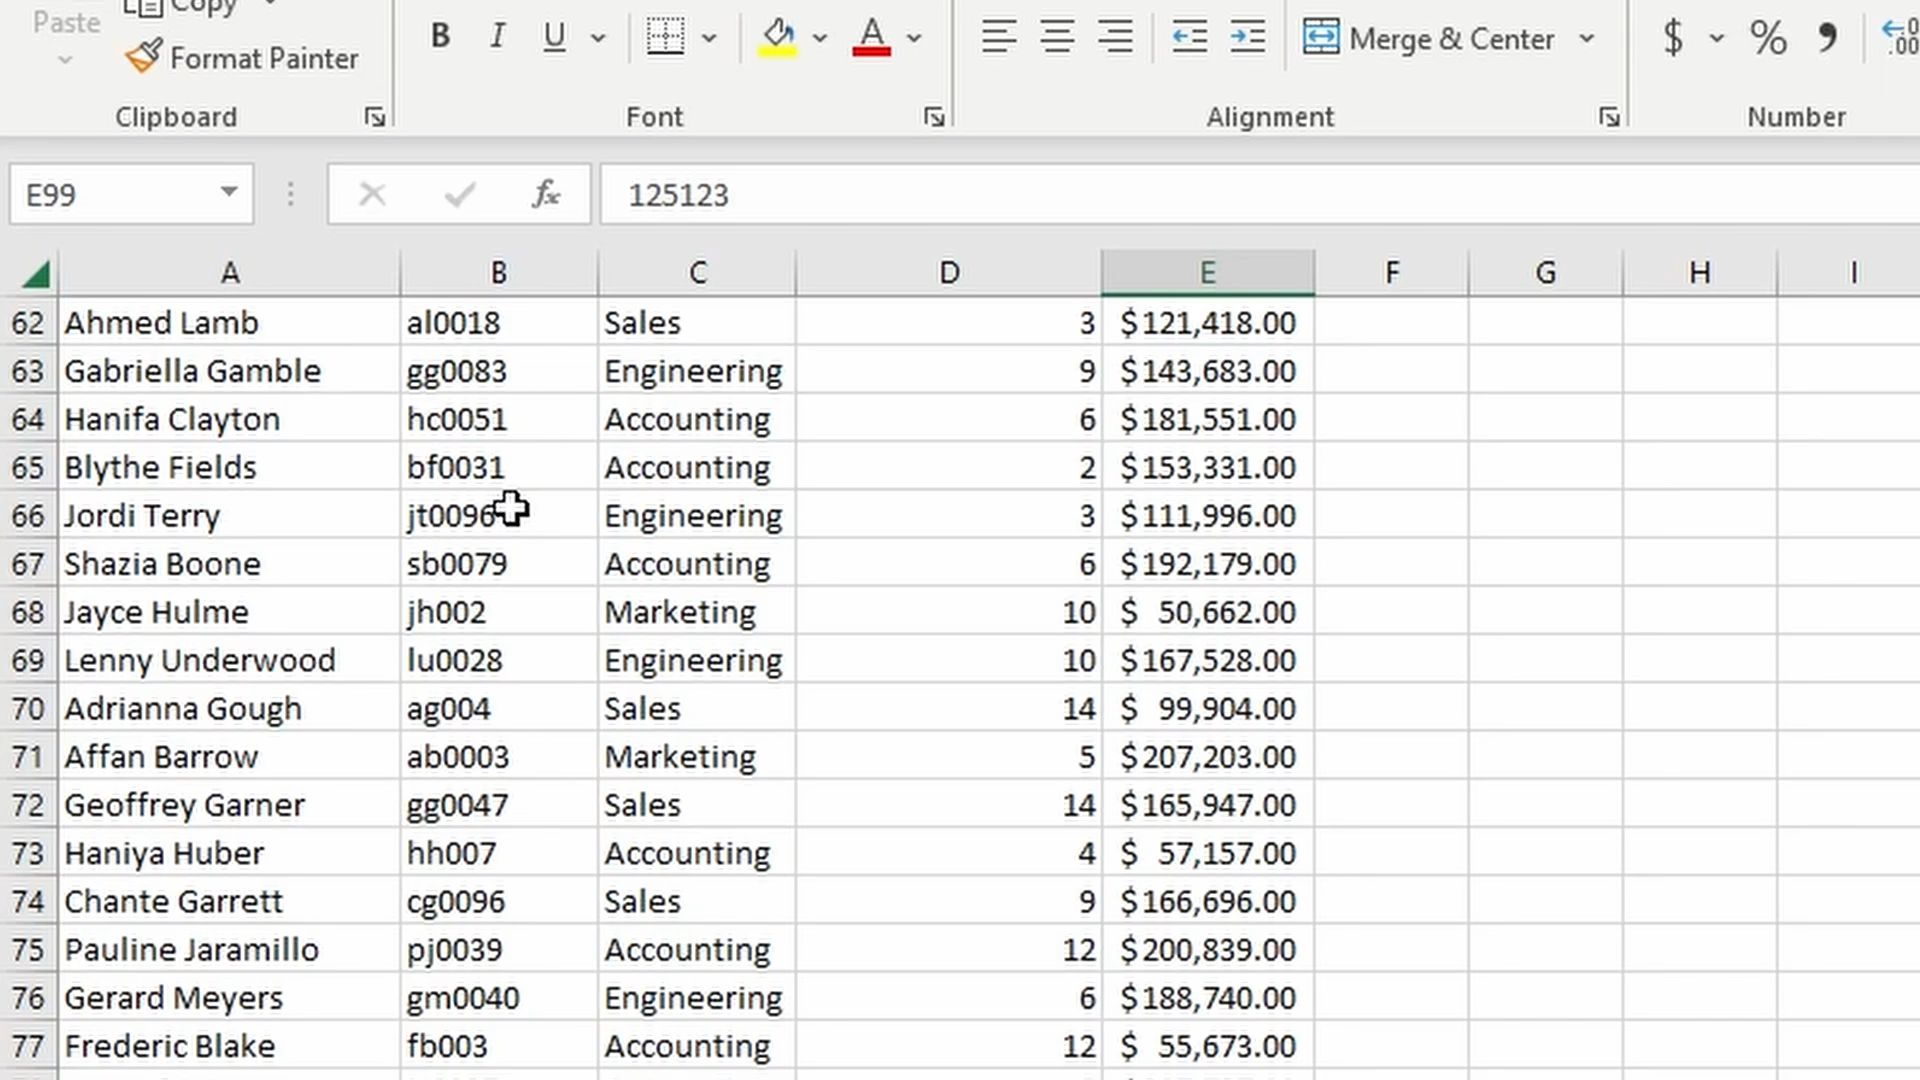 Paste Copy
Format Painter
B I U A Merge & Center $ % , .00
Clipboard Font Alignment Number
E99 fx 125123
A B C D E F G H I
62 Ahmed Lamb al0018 Sales 3 $121,418.00
63 Gabriella Gamble gg0083 Engineering 9 $143,683.00
64 Hanifa Clayton hc0051 Accounting 6 $181,551.00
65 Blythe Fields bf0031 Accounting 2 $153,331.00
66 Jordi Terry jt0096 Engineering 3 $111,996.00
67 Shazia Boone sb0079 Accounting 6 $192,179.00
68 Jayce Hulme jh002 Marketing 10 $ 50,662.00
69 Lenny Underwood lu0028 Engineering 10 $167,528.00
70 Adrianna Gough ag004 Sales 14 $ 99,904.00
71 Affan Barrow ab0003 Marketing 5 $207,203.00
72 Geoffrey Garner gg0047 Sales 14 $165,947.00
73 Haniya Huber hh007 Accounting 4 $ 57,157.00
74 Chante Garrett cg0096 Sales 9 $166,696.00
75 Pauline Jaramillo pj0039 Accounting 12 $200,839.00
76 Gerard Meyers gm0040 Engineering 6 $188,740.00
77 Frederic Blake fb003 Accounting 12 $ 55,673.00